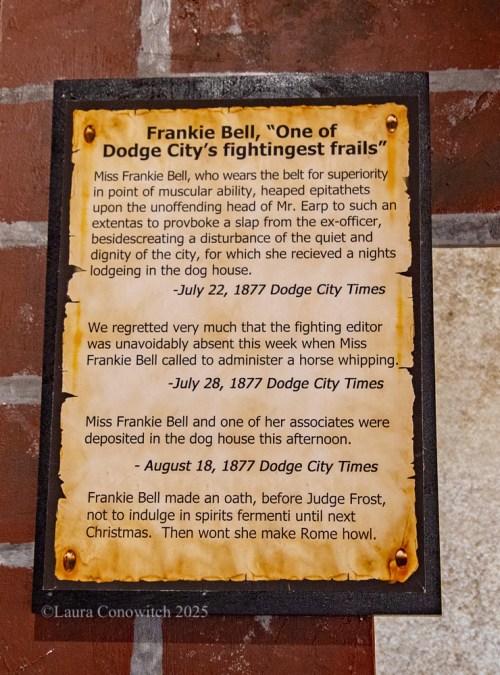 Frankie Bell, “One of
Dodge City’s fightingest frails”
Miss Frankie Bell, who wears the belt for superiority
in point of muscular ability, heaped epitathets
upon the unoffending head of Mr. Earp to such an
extentas to provboke a slap from the ex-officer,
besidescreating a disturbance of the quiet and
dignity of the city, for which she recieved a nights
lodgeing in the dog house.
-July 22, 1877 Dodge City Times
We regretted very much that the fighting editor
was unavoidably absent this week when Miss
Frankie Bell called to administer a horse whipping.
-July 28, 1877 Dodge City Times
Miss Frankie Bell and one of her associates were
deposited in the dog house this afternoon.
- August 18, 1877 Dodge City Times
Frankie Bell made an oath, before Judge Frost,
not to indulge in spirits fermenti until next
Christmas.  Then wont she make Rome howl.
©Laura Conowitch 2025